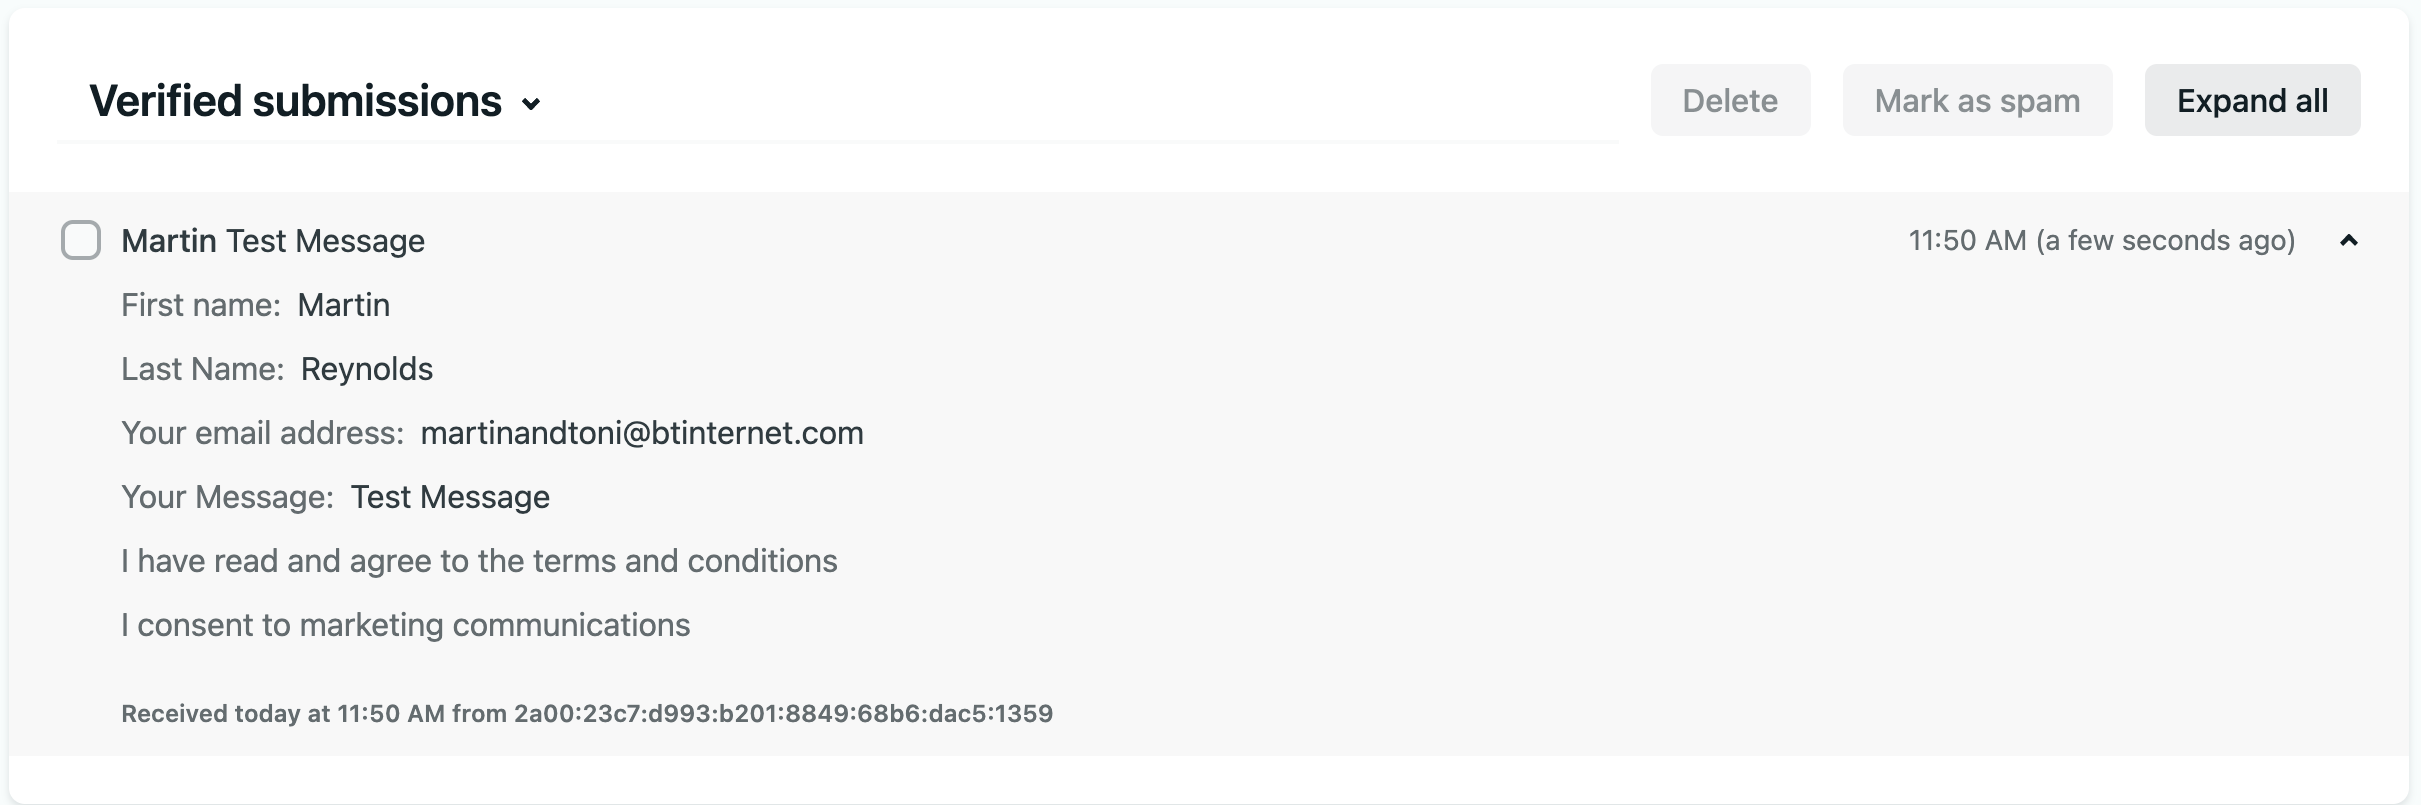 Verified submissions
Delete
Mark as spam
Expand all
Martin Test Message
11:50 AM (a few seconds ago)
First name: Martin
Last Name: Reynolds
Your email address: martinandtoni@btinternet.com
Your Message: Test Message
I have read and agree to the terms and conditions
I consent to marketing communications
Received today at 11:50 AM from 2a00:23c7:d993:b201:8849:68b6:dac5:1359